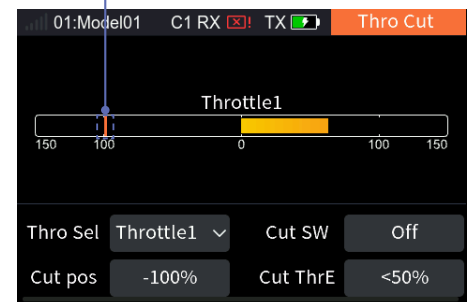 01:Model01 C1 RX ! TX Thro Cut
Throttle1
150 100 0 100 150
Thro Sel Throttle1 Cut SW Off
Cut pos -100% Cut ThrE <50%